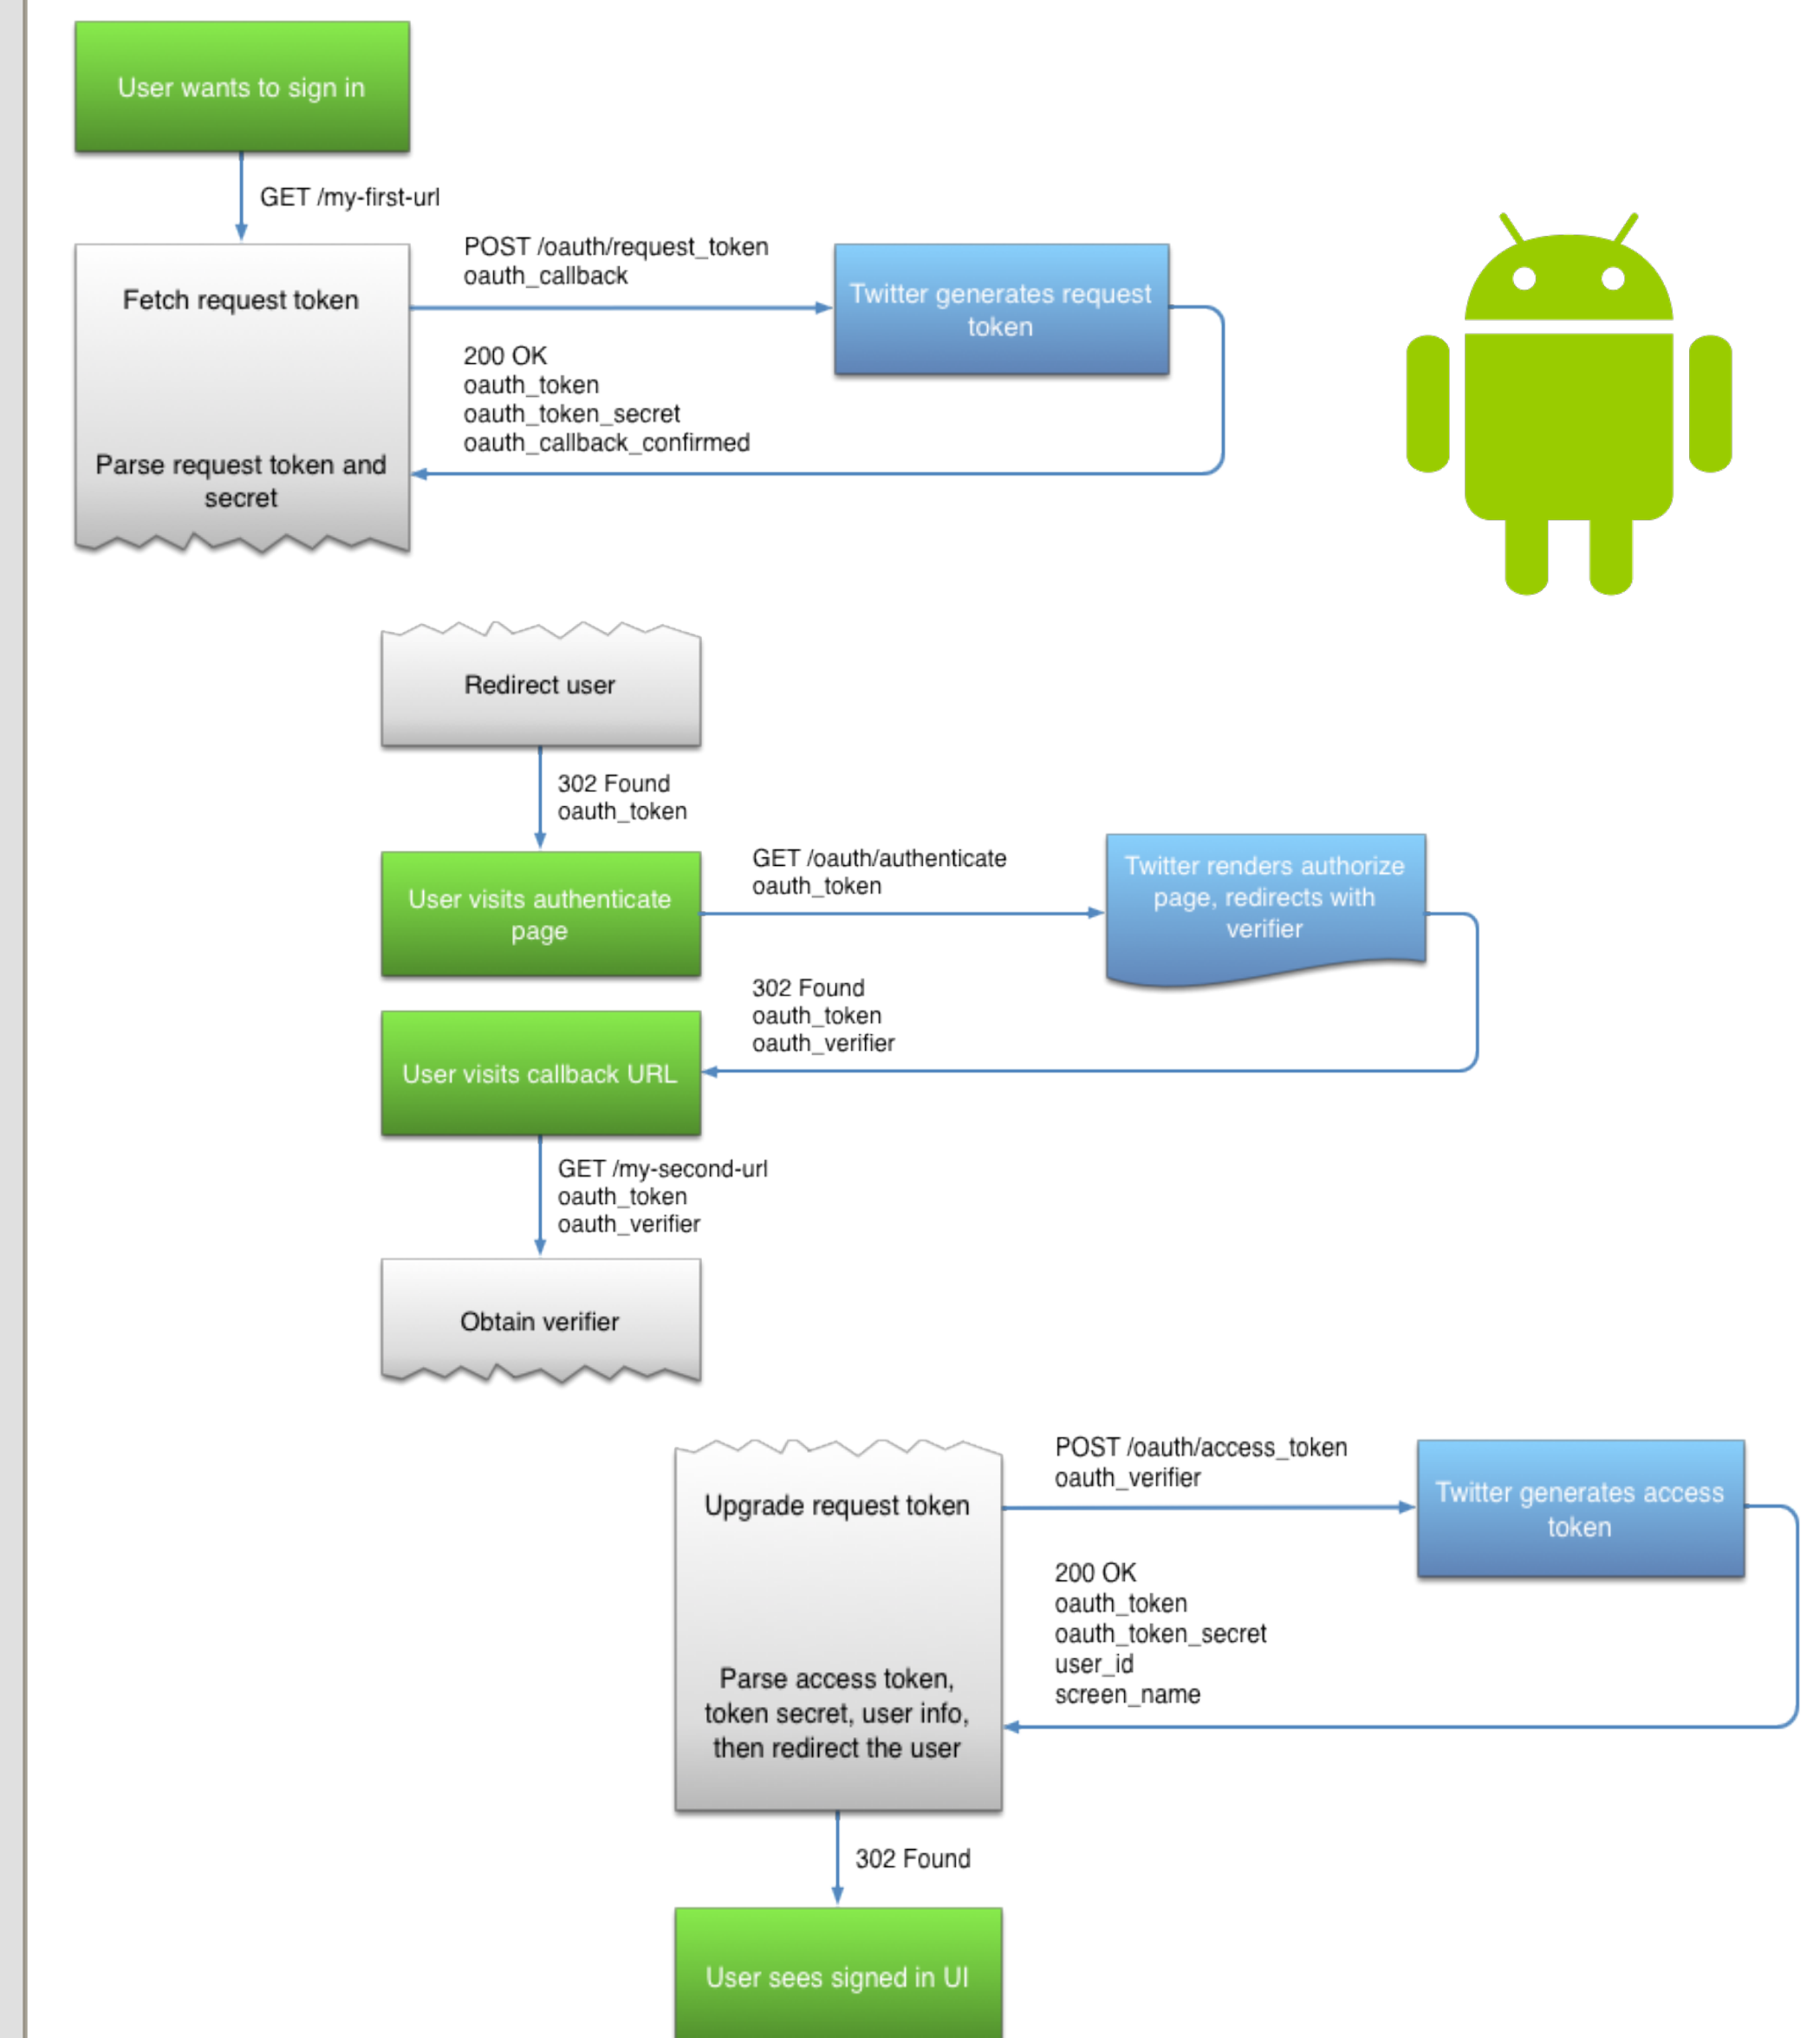 User wants to sign in
GET /my-first-url
POST /oauth/request_token
oauth_callback
Fetch request token
Twitter generates request
token
200 OK
oauth_token
oauth_token_secret
oauth_callback_confirmed
Parse request token and
secret
Redirect user
302 Found
oauth_token
User visits authenticate
page
GET /oauth/authenticate
oauth_token
Twitter renders authorize
page, redirects with
verifier
302 Found
oauth_token
oauth_verifier
User visits callback URL
GET /my-second-url
oauth_token
oauth_verifier
Obtain verifier
Upgrade request token
POST /oauth/access_token
oauth_verifier
Twitter generates access
token
200 OK
oauth_token
oauth_token_secret
user_id
screen_name
Parse access token,
token secret, user info,
then redirect the user
302 Found
User sees signed in UI